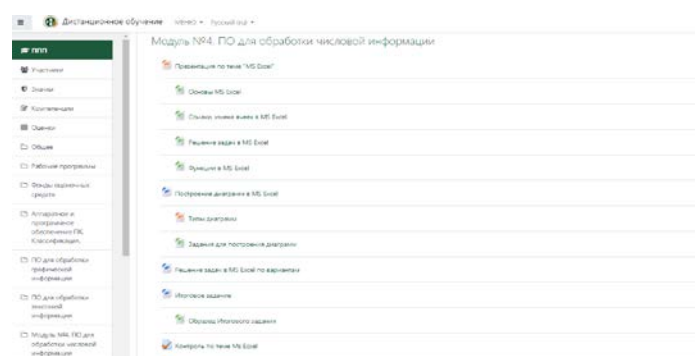 Дистанционное обучение
МЕНЮ
Русский
Модуль №4. ПО для обработки числовой информации
ППП
Участники
Значки
Компетенции
Оценки
Общее
Рабочие программы
Фонды оценочных
средств
Аппаратное и
программное
обеспечение ПК.
Классификация.
ПО для обработки
графической
информации
ПО для обработки
текстовой
информации
Модуль №4. ПО для
обработки числовой
информации
Презентация по теме "MS Excel"
Основы MS Excel
Ссылки, имена ячеек в MS Excel
Решение задач в MS Excel
Функции в MS Excel
Построение диаграмм в MS Excel
Типы диаграмм
Задания для построения диаграмм
Решение задач в MS Excel по вариантам
Итоговое задание
Образец Итогового задания
Контроль по теме Ms Excel